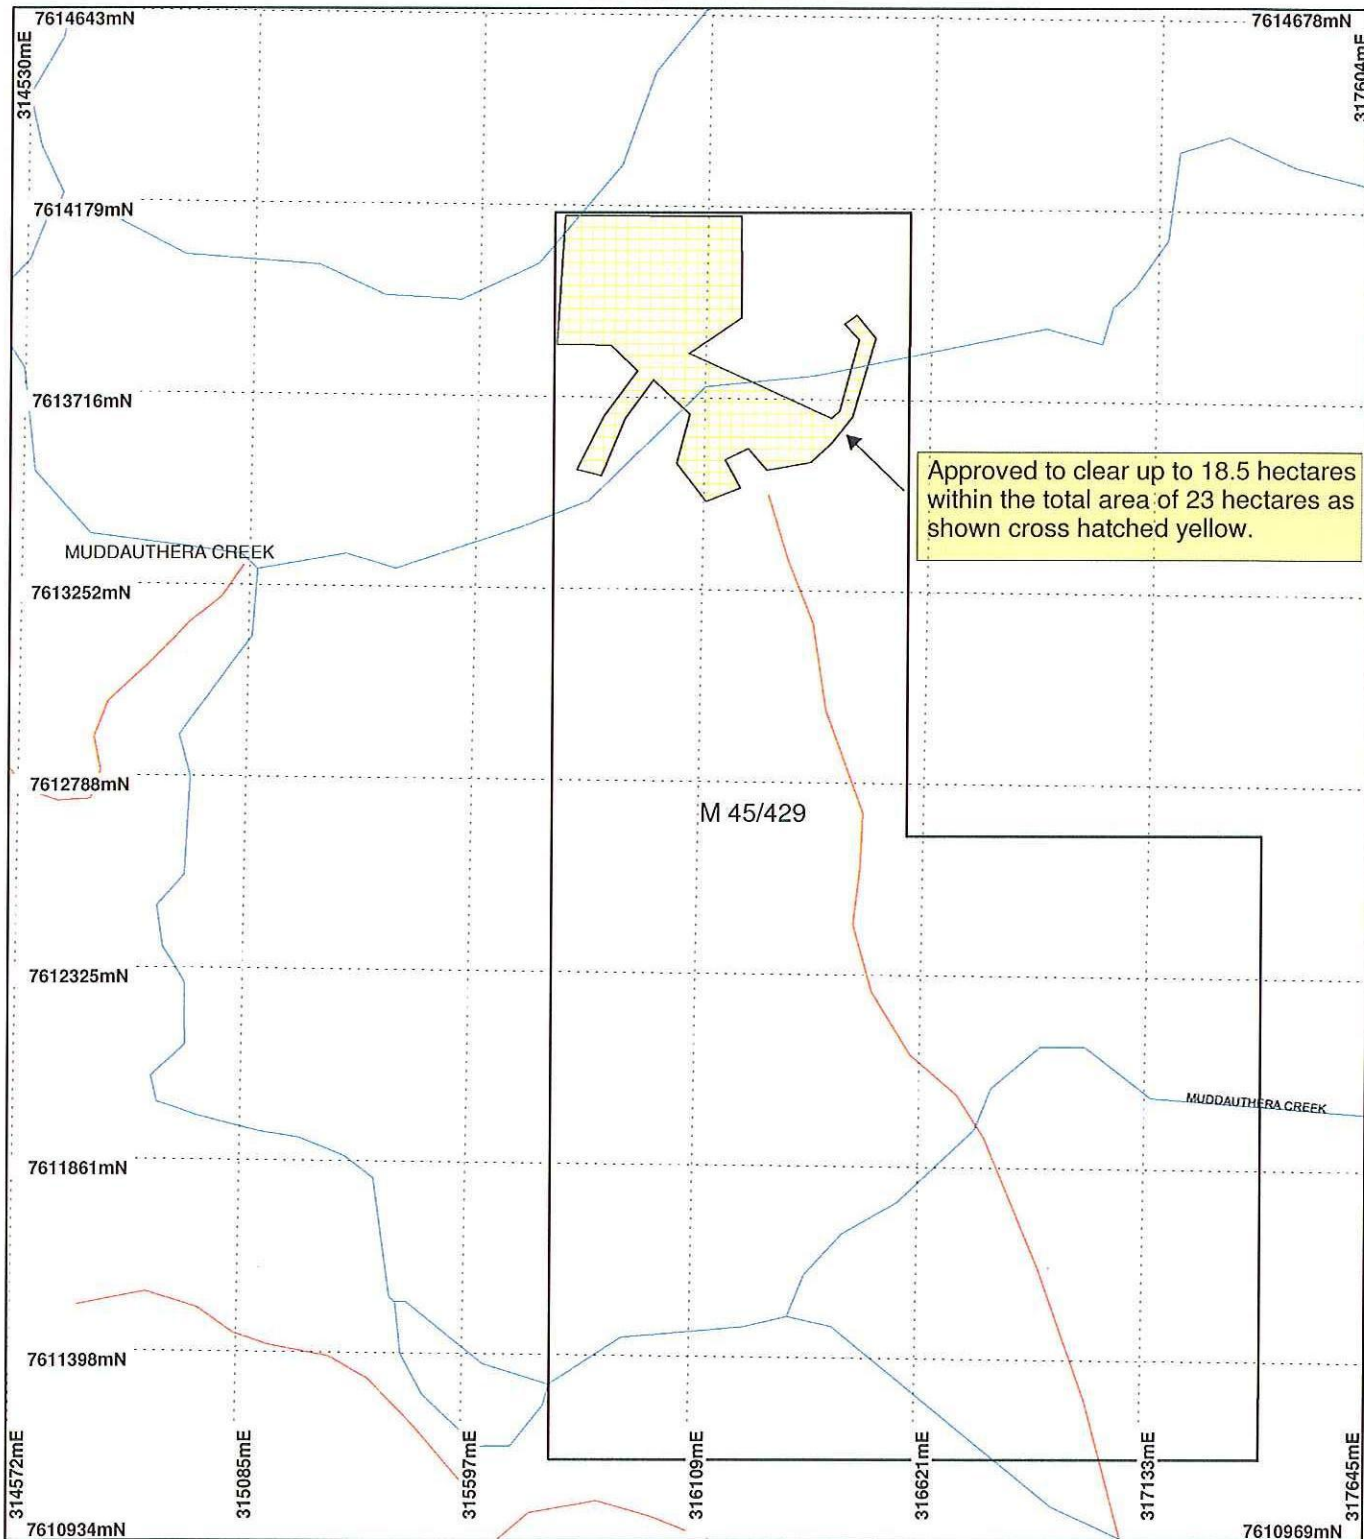 7614643mN
7614678mN
314530mE
317604mE
7614179mN
7613716mN
Approved to clear up to 18.5 hectares
within the total area of 23 hectares as
shown cross hatched yellow.
MUDDAUTHERA CREEK
7613252mN
7612788mN
M 45/429
7612325mN
MUDDAUTHERA CREEK
7611861mN
7611398mN
314572mE
315085mE
315597mE
316109mE
316621mE
317133mE
317645mE
7610934mN
7610969mN